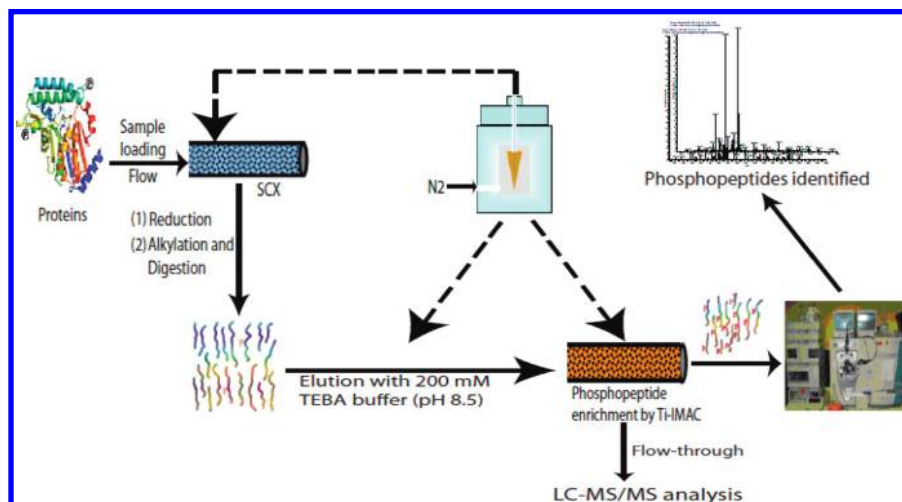 Proteins
Sample
loading
Flow
SCX
(1) Reduction
(2) Alkylation and
Digestion
N2
Phosphopeptides identified
Elution with 200 mM
TEBA buffer (pH 8.5)
Phosphopeptide
enrichment by Ti-IMAC
Flow-through
LC-MS/MS analysis